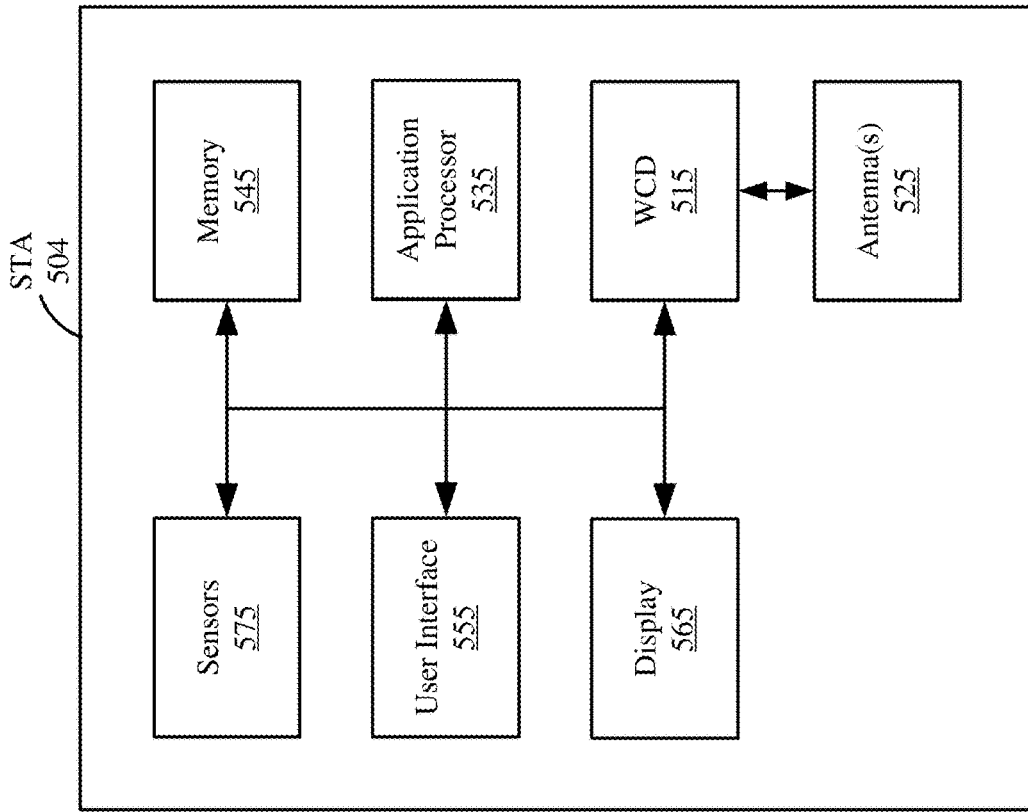 STA
504
Sensors
575
Memory
545
User Interface
555
Application
Processor
535
Display
565
WCD
515
Antenna(s)
525